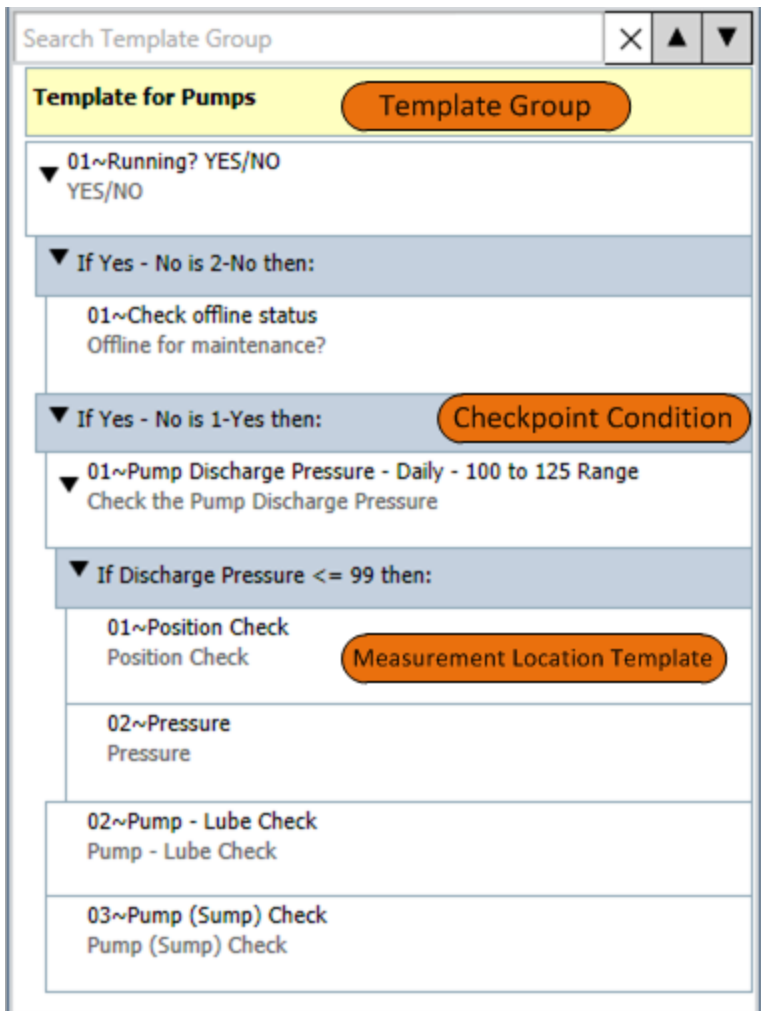 Search Template Group
Template for Pumps
Template Group
01~Running? YES/NO
YES/NO
If Yes - No is 2-No then:
01~Check offline status
Offline for maintenance?
If Yes - No is 1-Yes then:
Checkpoint Condition
01~Pump Discharge Pressure - Daily - 100 to 125 Range
Check the Pump Discharge Pressure
If Discharge Pressure <= 99 then:
01~Position Check
Position Check
Measurement Location Template
02~Pressure
Pressure
02~Pump - Lube Check
Pump - Lube Check
03~Pump (Sump) Check
Pump (Sump) Check